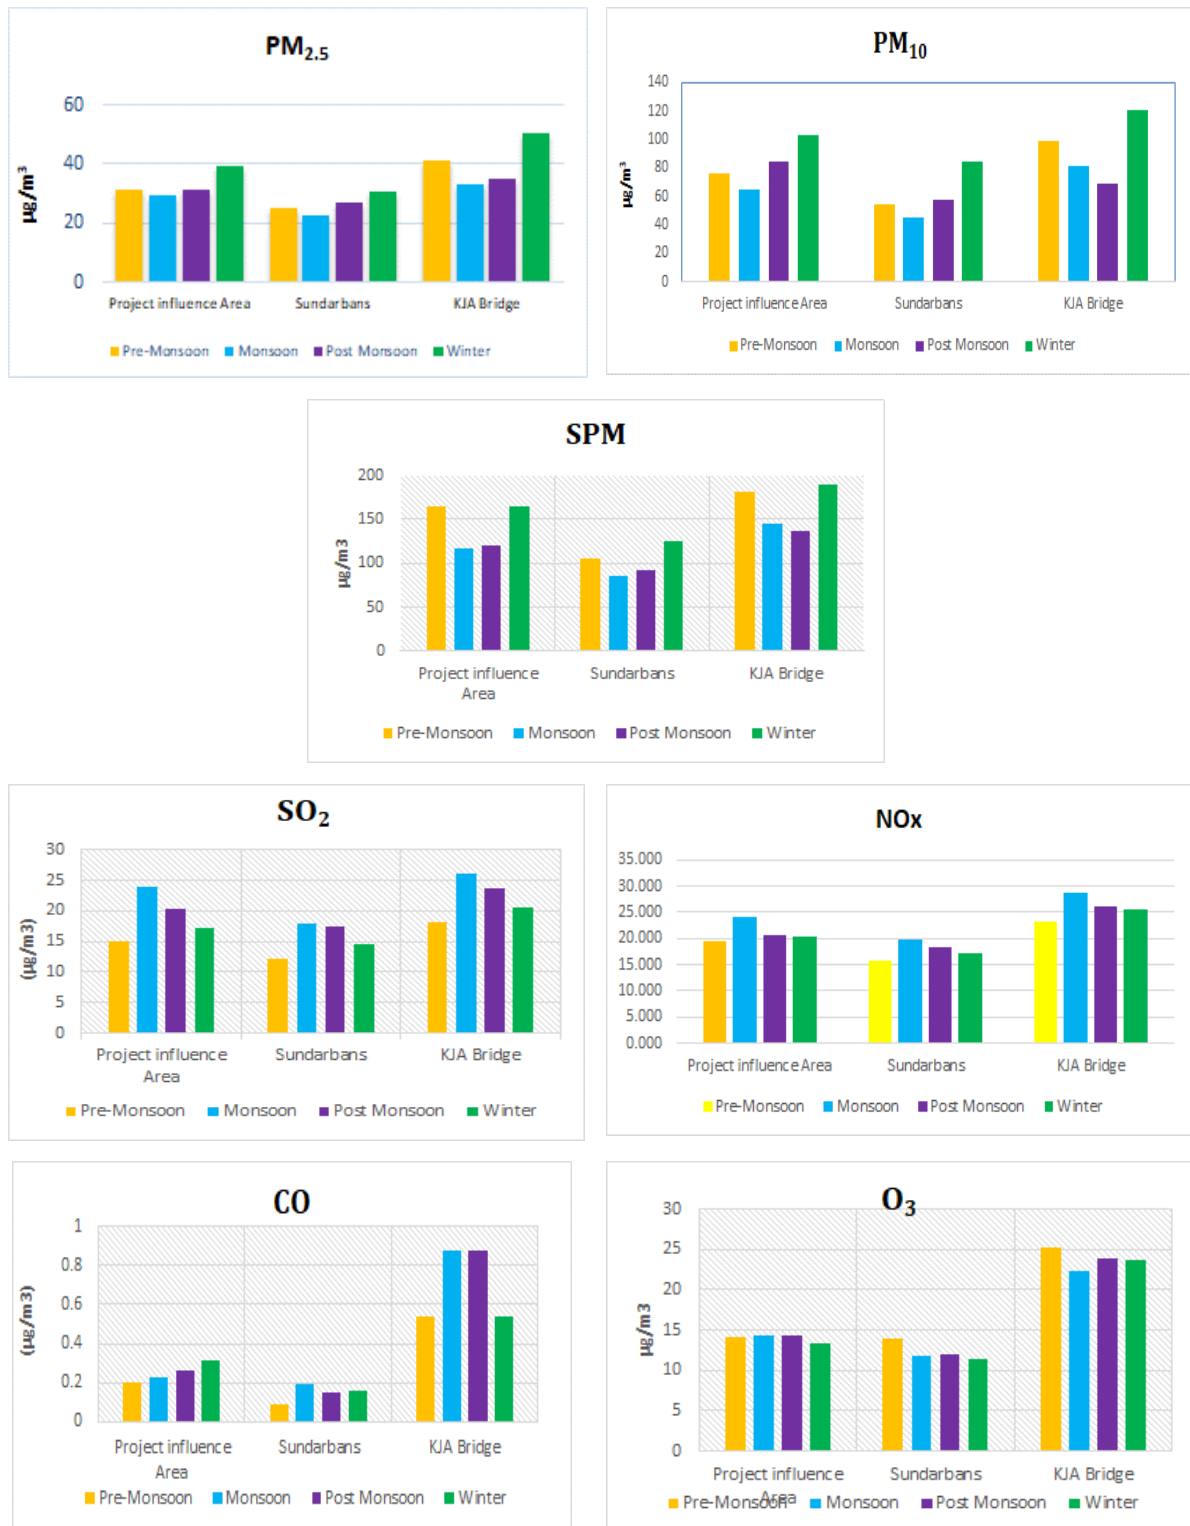 PM2.5
60
40
20
0
µg/m³
Project influence Area Sundarbans KJA Bridge
Pre-Monsoon Monsoon Post Monsoon Winter
PM10
140
120
100
80
60
40
20
0
µg/m³
Project influence Area Sundarbans KJA Bridge
Pre-Monsoon Monsoon Post Monsoon Winter
SPM
200
150
100
50
0
µg/m3
Project influence Area Sundarbans KJA Bridge
Pre-Monsoon Monsoon Post Monsoon Winter
SO2
30
25
20
15
10
5
0
(µg/m3)
Project influence Area Sundarbans KJA Bridge
Pre-Monsoon Monsoon Post Monsoon Winter
NOx
35.000
30.000
25.000
20.000
15.000
10.000
5.000
0.000
Project influence Area Sundarbans KJA Bridge
Pre-Monsoon Monsoon Post Monsoon Winter
CO
1
0.8
0.6
0.4
0.2
0
(µg/m3)
Project influence Area Sundarbans KJA Bridge
Pre-Monsoon Monsoon Post Monsoon Winter
O3
30
25
20
15
10
5
0
µg/m3
Project influence Area Sundarbans KJA Bridge
Pre-Monsoon Monsoon Post Monsoon Winter